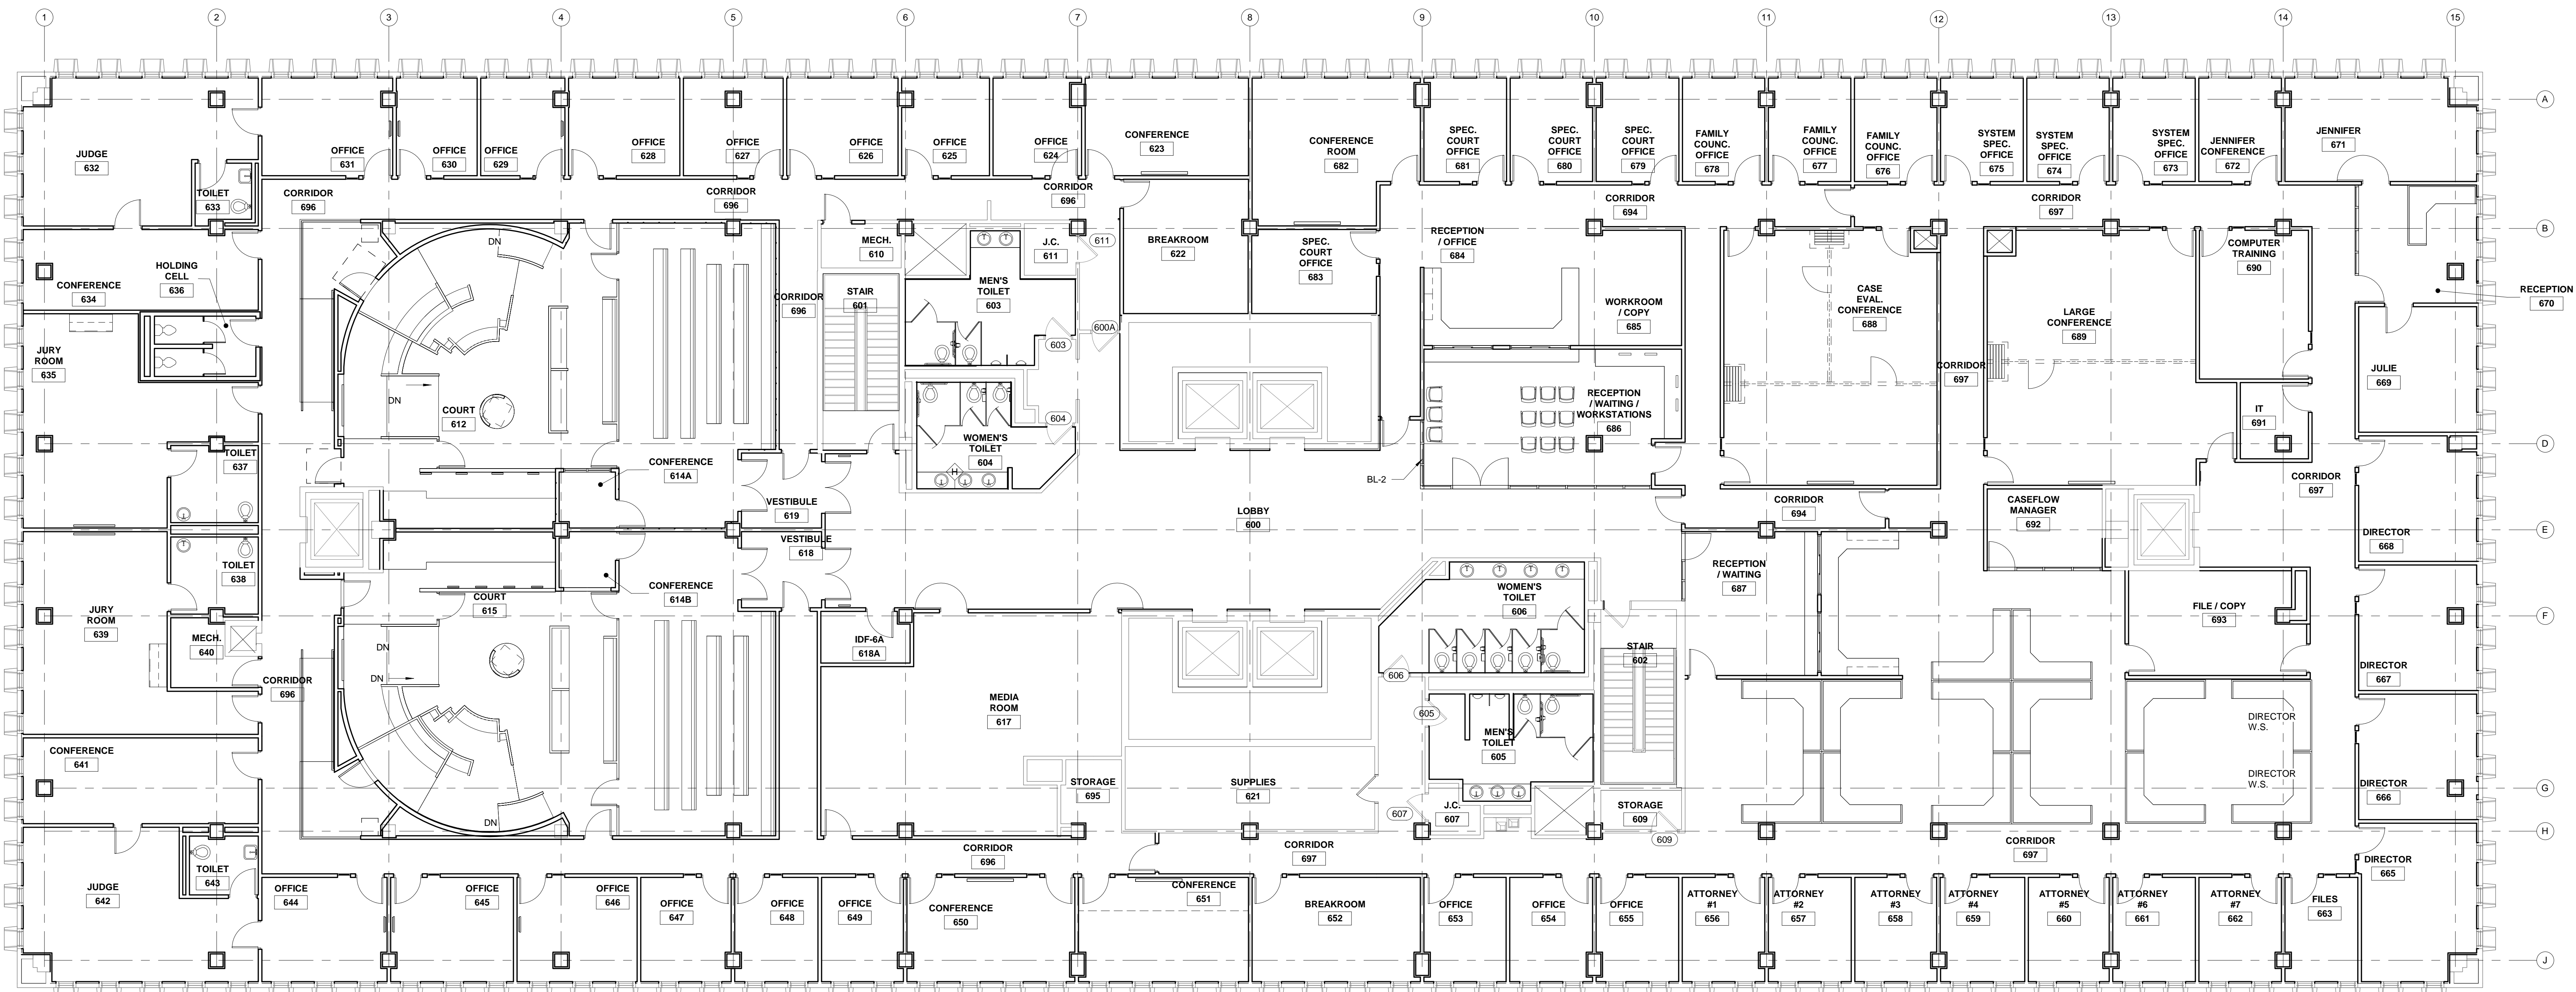 1
2
3
4
5
6
7
8
9
10
11
12
13
14
15
A
B
D
E
F
G
H
J
JUDGE
632
TOILET
633
CORRIDOR
696
OFFICE
631
OFFICE
630
OFFICE
629
OFFICE
628
OFFICE
627
OFFICE
626
OFFICE
625
OFFICE
624
CONFERENCE
623
CONFERENCE
ROOM
682
SPEC.
COURT
OFFICE
681
SPEC.
COURT
OFFICE
680
SPEC.
COURT
OFFICE
679
FAMILY
COUNC.
OFFICE
678
FAMILY
COUNC.
OFFICE
677
FAMILY
COUNC.
OFFICE
676
SYSTEM
SPEC.
OFFICE
675
SYSTEM
SPEC.
OFFICE
674
SYSTEM
SPEC.
OFFICE
673
JENNIFER
CONFERENCE
672
JENNIFER
671
CORRIDOR
696
CORRIDOR
696
CORRIDOR
694
CORRIDOR
697
HOLDING
CELL
636
CONFERENCE
634
DN
MECH.
610
J.C.
611
611
BREAKROOM
622
SPEC.
COURT
OFFICE
683
RECEPTION
/ OFFICE
684
WORKROOM
/ COPY
685
CASE
EVAL.
CONFERENCE
688
LARGE
CONFERENCE
689
COMPUTER
TRAINING
690
RECEPTION
670
CORRIDOR
696
STAIR
601
MEN'S
TOILET
603
600A
603
JURY
ROOM
635
DN
COURT
612
604
WOMEN'S
TOILET
604
H
RECEPTION
/ WAITING /
WORKSTATIONS
686
CORRIDOR
697
JULIE
669
IT
691
TOILET
637
CONFERENCE
614A
BL-2
CORRIDOR
697
VESTIBULE
619
LOBBY
600
CORRIDOR
694
CASEFLOW
MANAGER
692
DIRECTOR
668
VESTIBULE
618
TOILET
638
CONFERENCE
614B
COURT
615
WOMEN'S
TOILET
606
RECEPTION
/ WAITING
687
JURY
ROOM
639
MECH.
640
DN
DN
IDF-6A
618A
606
STAIR
602
FILE / COPY
693
DIRECTOR
667
CORRIDOR
696
MEDIA
ROOM
617
605
MEN'S
TOILET
605
DIRECTOR
W.S.
DIRECTOR
W.S.
CONFERENCE
641
STORAGE
695
SUPPLIES
621
DIRECTOR
666
DN
607
J.C.
607
STORAGE
609
609
CORRIDOR
696
CORRIDOR
697
CORRIDOR
697
DIRECTOR
665
JUDGE
642
TOILET
643
OFFICE
644
OFFICE
645
OFFICE
646
OFFICE
647
OFFICE
648
OFFICE
649
CONFERENCE
650
CONFERENCE
651
BREAKROOM
652
OFFICE
653
OFFICE
654
OFFICE
655
ATTORNEY
#1
656
ATTORNEY
#2
657
ATTORNEY
#3
658
ATTORNEY
#4
659
ATTORNEY
#5
660
ATTORNEY
#6
661
ATTORNEY
#7
662
FILES
663